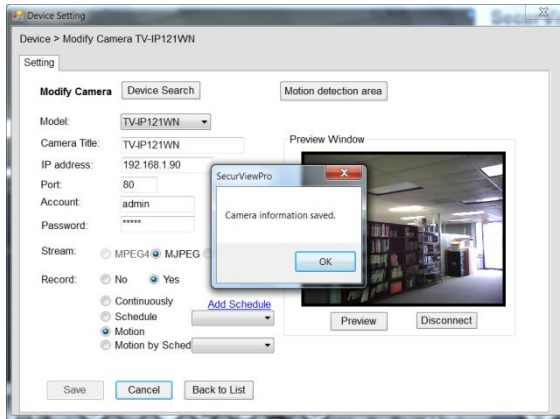 Device Setting
Device > Modify Camera TV-IP121WN
Setting
Modify Camera
Device Search
Motion detection area
Model:
TV-IP121WN
Camera Title:
TV-IP121WN
IP address:
192.168.1.90
Port:
80
Account:
admin
Password:
*****
Stream:
MPEG4
MJPEG
Record:
No
Yes
Continuously
Add Schedule
Schedule
Motion
Motion by Sched
Preview Window
SecurViewPro
Camera information saved.
OK
Preview
Disconnect
Save
Cancel
Back to List